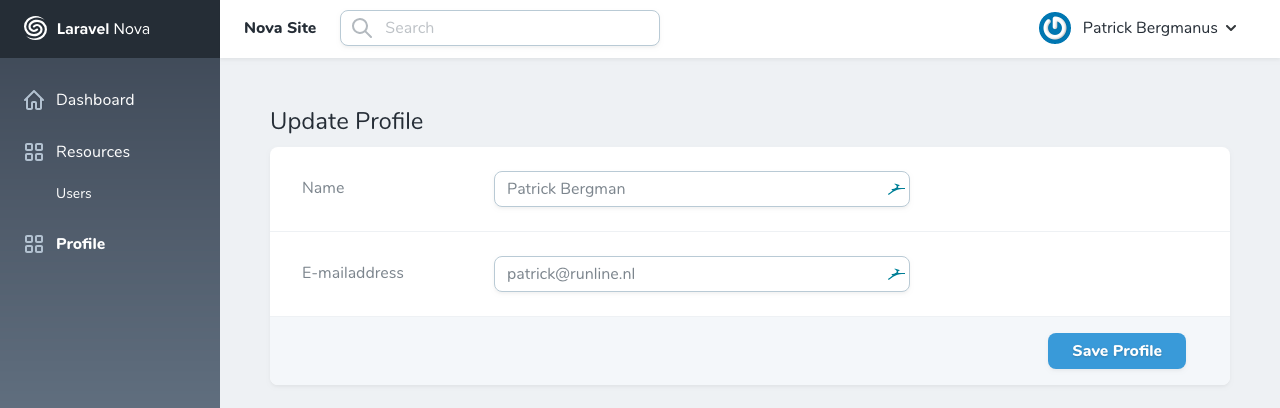 Laravel Nova
Nova Site
Search
Patrick Bergmanus
Dashboard
Resources
Users
Profile
Update Profile
Name
Patrick Bergman
E-mailaddress
patrick@runline.nl
Save Profile